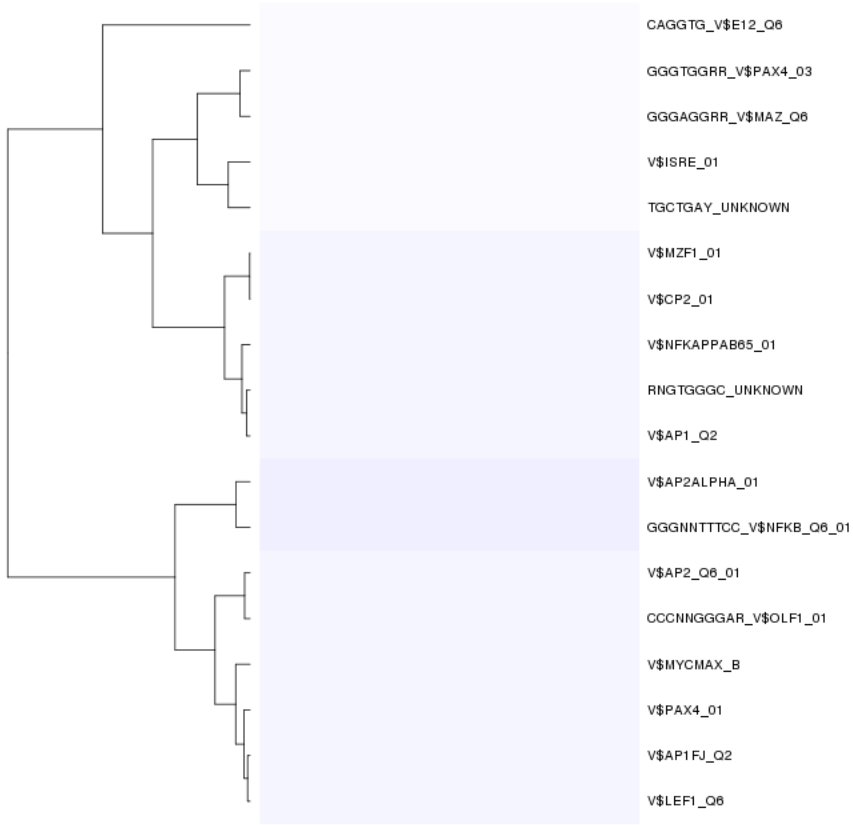 CAGGTG_V$E12_Q6
GGGTGGRR_V$PAX4_03
GGGAGGRR_V$MAZ_Q6
V$ISRE_01
TGCTGAY_UNKNOWN
V$MZF1_01
V$CP2_01
V$NFKAPPAB65_01
RNGTGGGC_UNKNOWN
V$AP1_Q2
V$AP2ALPHA_01
GGGNNTTTCC_V$NFKB_Q6_01
V$AP2_Q6_01
CCCNNGGGAR_V$OLF1_01
V$MYCMAX_B
V$PAX4_01
V$AP1FJ_Q2
V$LEF1_Q6